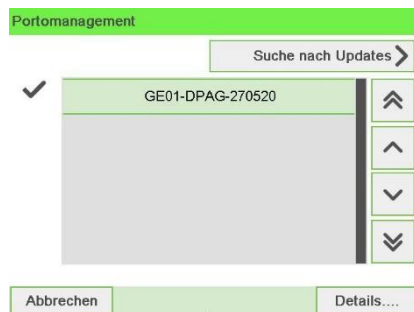 Portomanagement
Suche nach Updates
GE01-DPAG-270520
Abbrechen
Details....